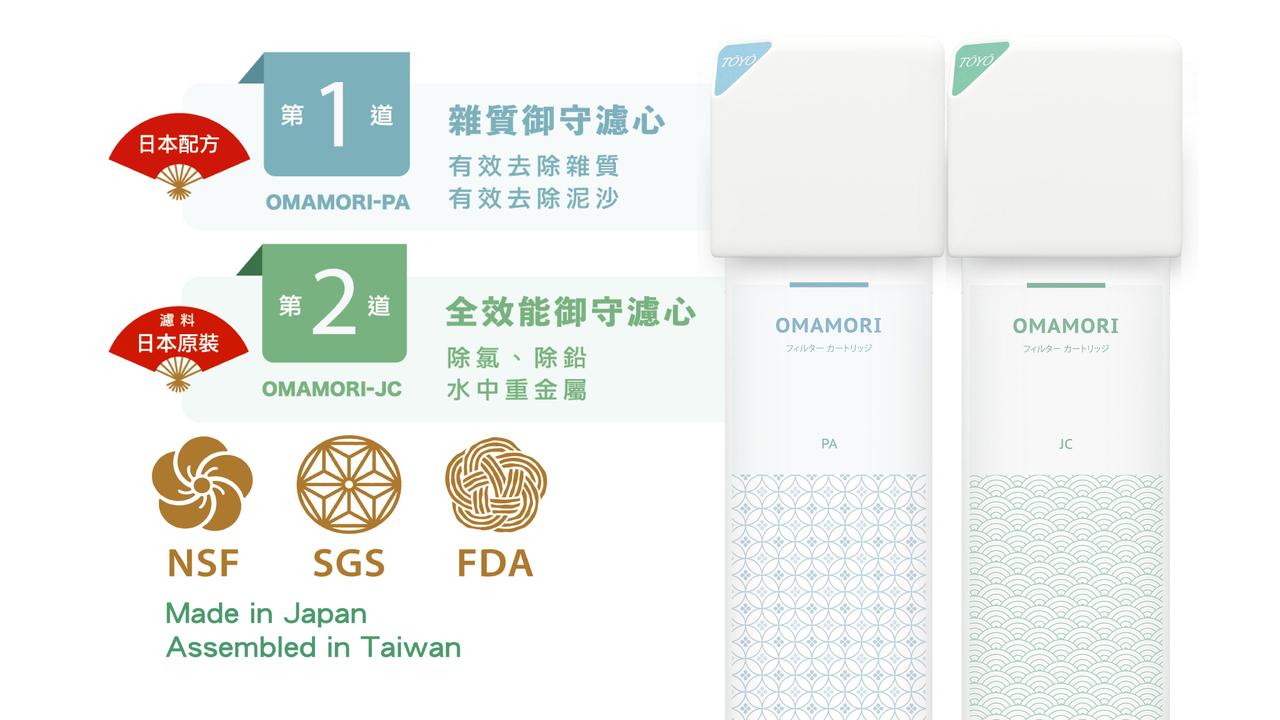 日本配方
第 1 道
OMAMORI-PA
雜質御守濾心
有效去除雜質
有效去除泥沙
濾料
日本原裝
第 2 道
OMAMORI-JC
全效能御守濾心
除氯、除鉛
水中重金屬
NSF
SGS
FDA
Made in Japan
Assembled in Taiwan
TŌYŌ
OMAMORI
フィルター カートリッジ
PA
TŌYŌ
OMAMORI
フィルター カートリッジ
JC